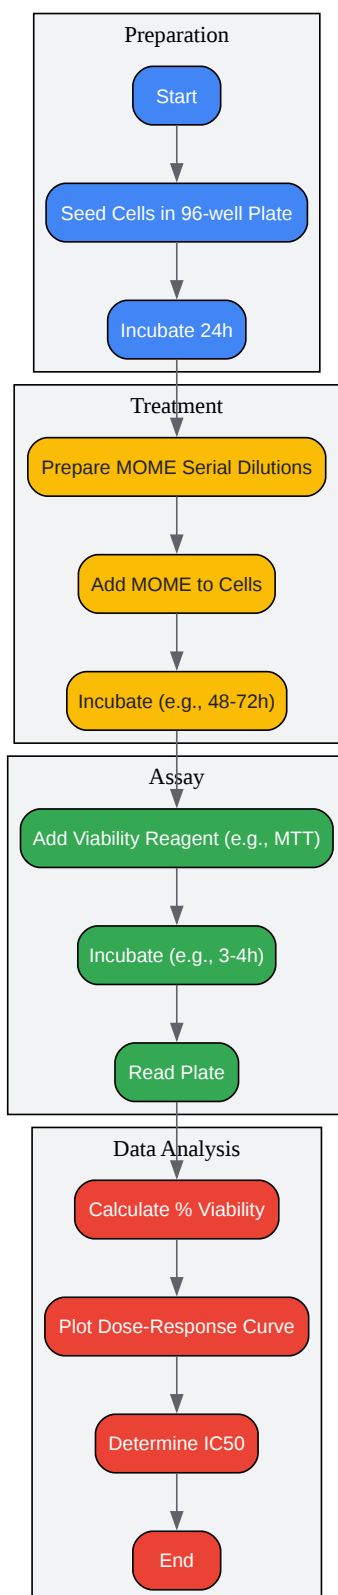 Preparation
Start
Seed Cells in 96-well Plate
Incubate 24h
Treatment
Prepare MOME Serial Dilutions
Add MOME to Cells
Incubate (e.g., 48-72h)
Assay
Add Viability Reagent (e.g., MTT)
Incubate (e.g., 3-4h)
Read Plate
Data Analysis
Calculate % Viability
Plot Dose-Response Curve
Determine IC50
End